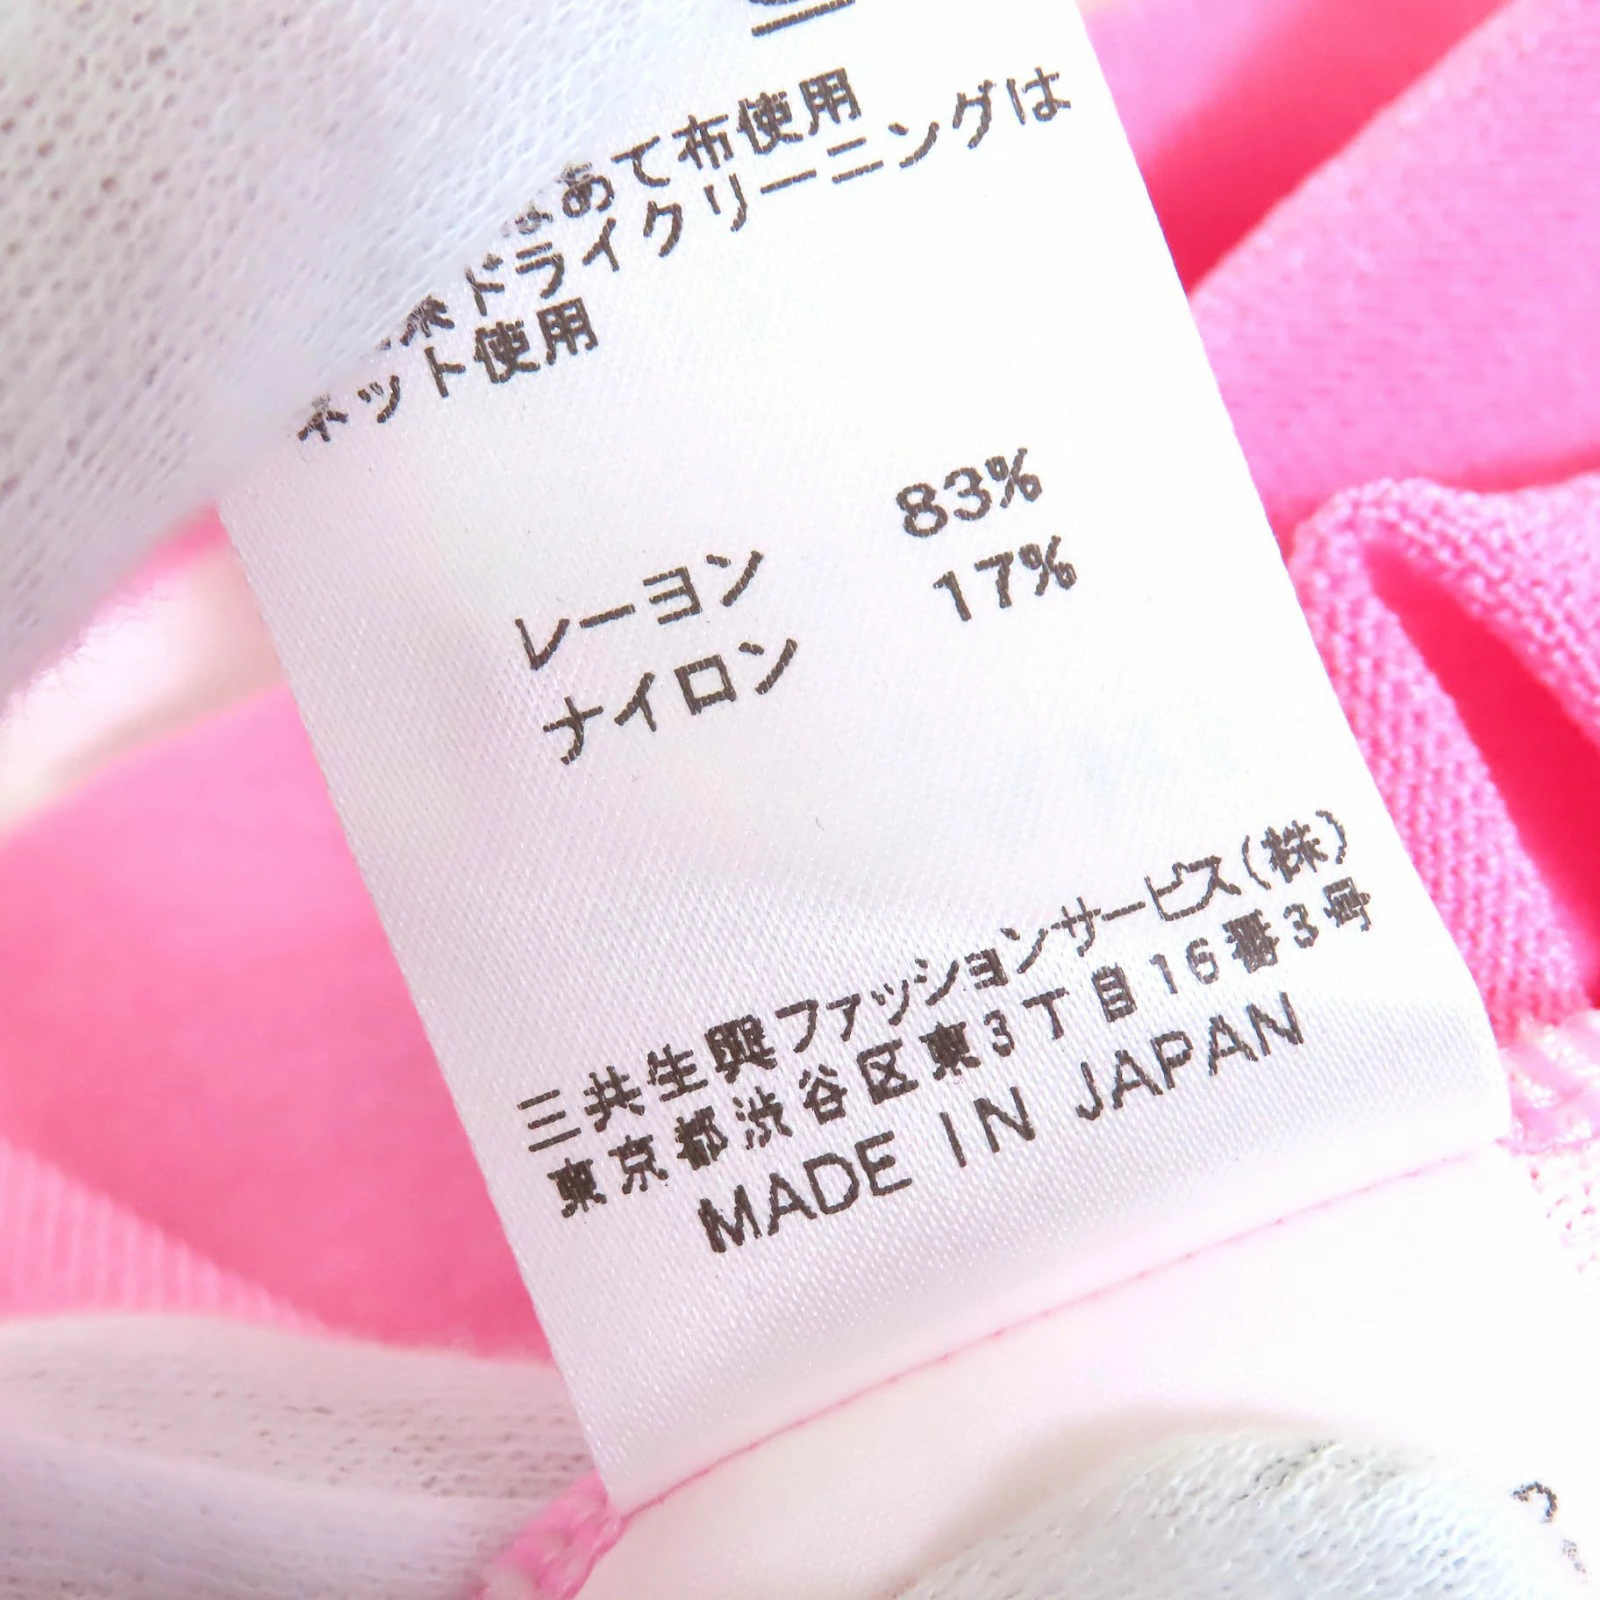 あて布使用
ドライクリーニングは
ネット使用
レーヨン 83%
ナイロン 17%
三共生興ファッションサービス(株)
東京都渋谷区東3丁目16番3号
MADE IN JAPAN